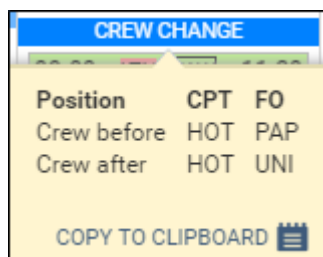 CREW CHANGE
Position CPT FO
Crew before HOT PAP
Crew after HOT UNI
COPY TO CLIPBOARD